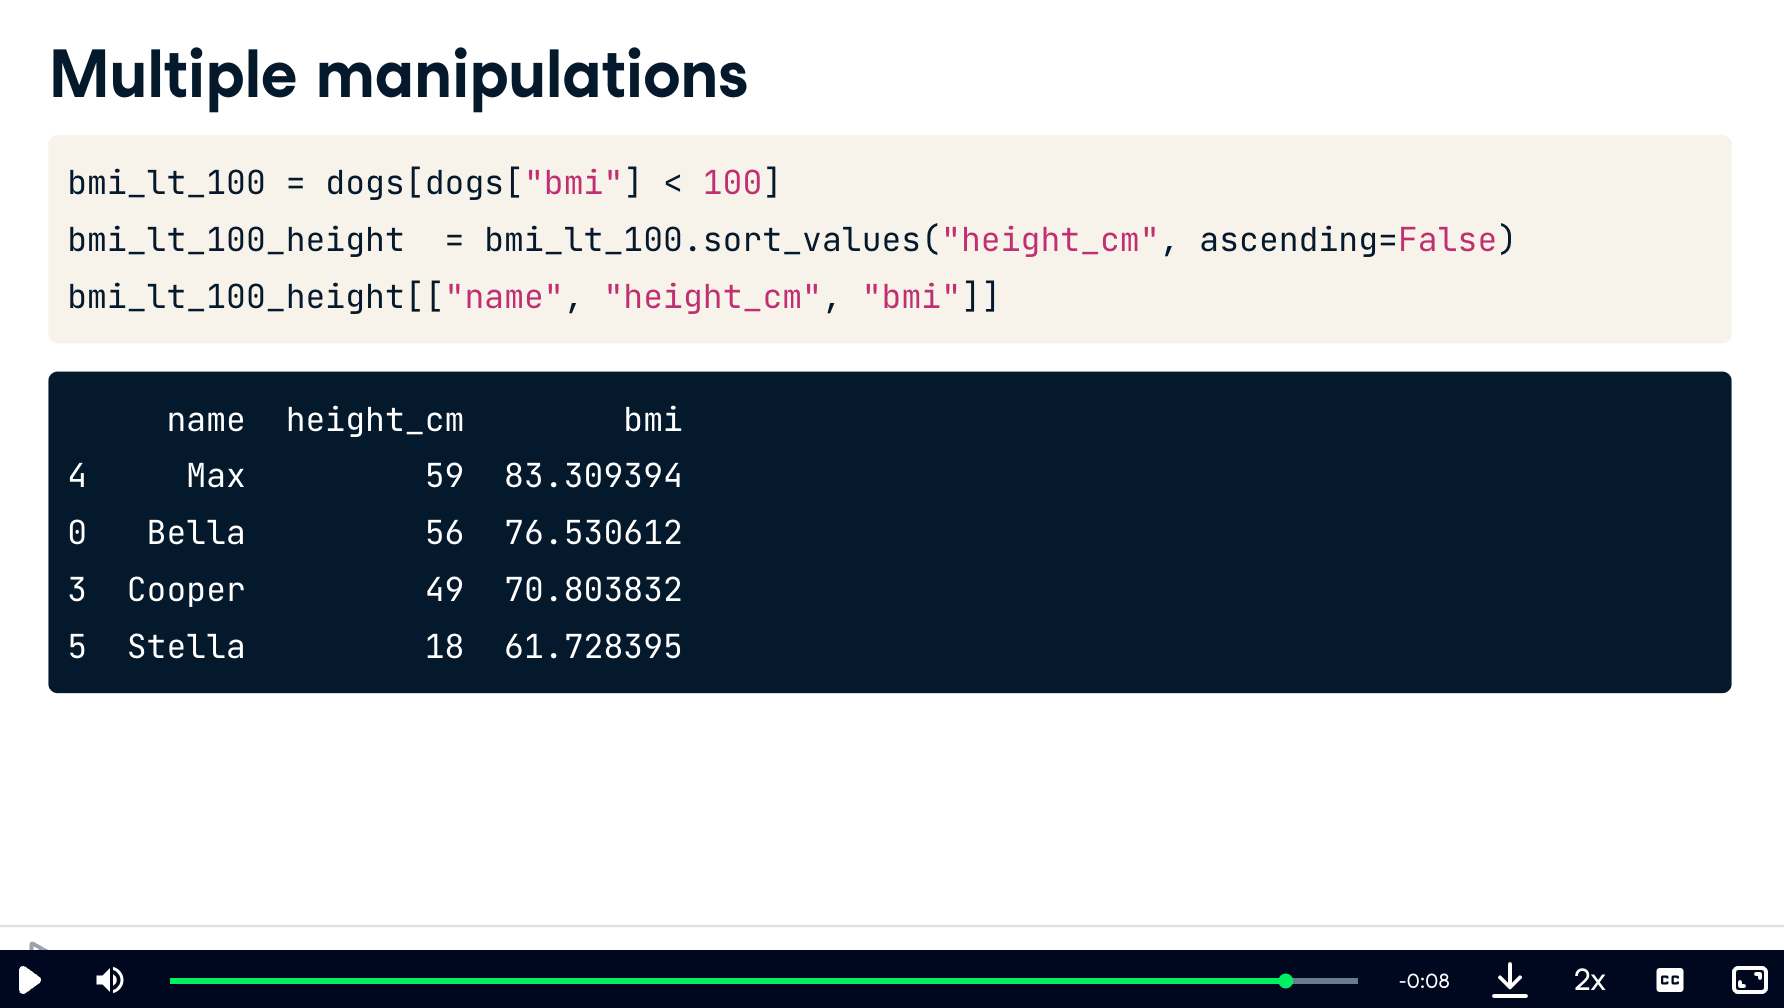 Multiple manipulations
bmi_lt_100 = dogs[dogs["bmi"] < 100]
bmi_lt_100_height  = bmi_lt_100.sort_values("height_cm", ascending=False)
bmi_lt_100_height[["name", "height_cm", "bmi"]]
     name  height_cm        bmi
4     Max         59  83.309394
0   Bella         56  76.530612
3  Cooper         49  70.803832
5  Stella         18  61.728395
-0:08 2x CC